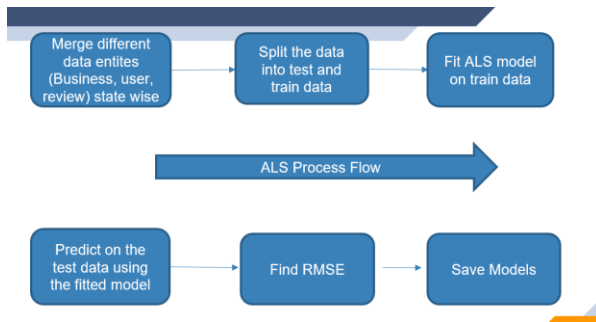 Merge different
data entites
(Business, user,
review) state wise
Split the data
into test and
train data
Fit ALS model
on train data
ALS Process Flow
Predict on the
test data using
the fitted model
Find RMSE
Save Models